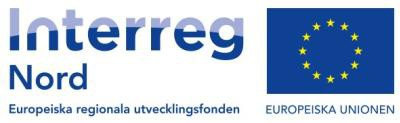 Interreg
Nord
Europeiska regionala utvecklingsfonden
EUROPEISKA UNIONEN